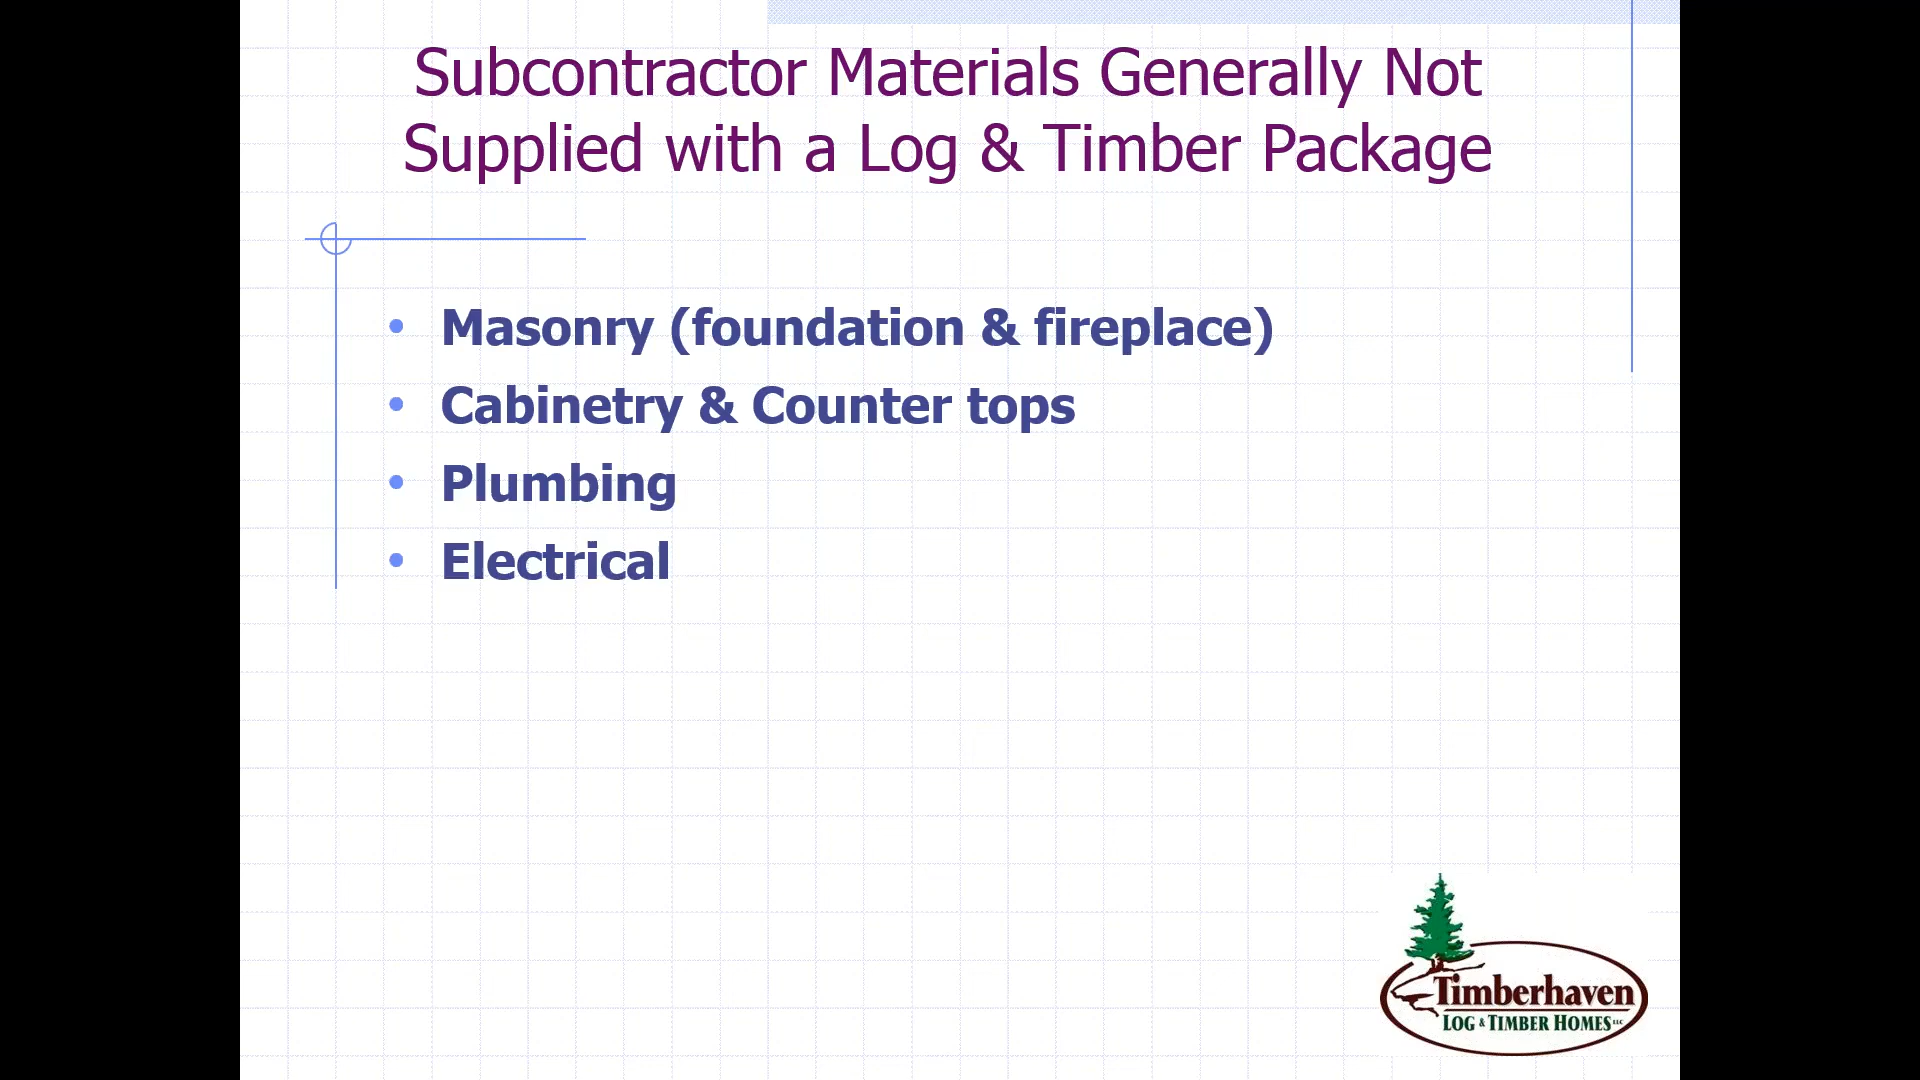 Subcontractor Materials Generally Not
Supplied with a Log & Timber Package
• Masonry (foundation & fireplace)
• Cabinetry & Counter tops
• Plumbing
• Electrical
Timberhaven
LOG & TIMBER HOMES LLC